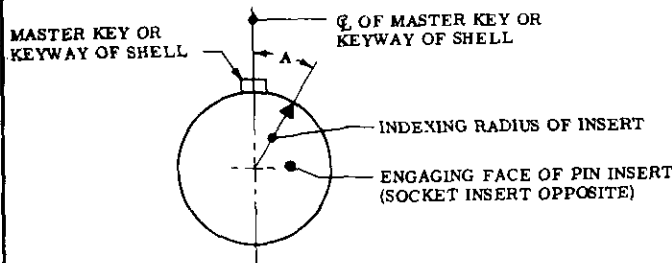 MASTER KEY OR
KEYWAY OF SHELL
℄ OF MASTER KEY OR
KEYWAY OF SHELL
A
INDEXING RADIUS OF INSERT
ENGAGING FACE OF PIN INSERT
(SOCKET INSERT OPPOSITE)